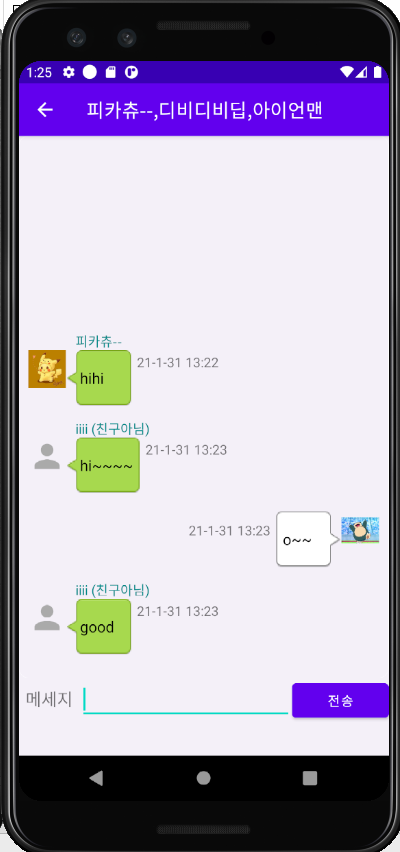 1:25
피카츄--,디비디비딥,아이언맨
피카츄--
hihi
21-1-31 13:22
iiii (친구아님)
hi~~~~
21-1-31 13:23
21-1-31 13:23
o~~
iiii (친구아님)
good
21-1-31 13:23
메세지
전송